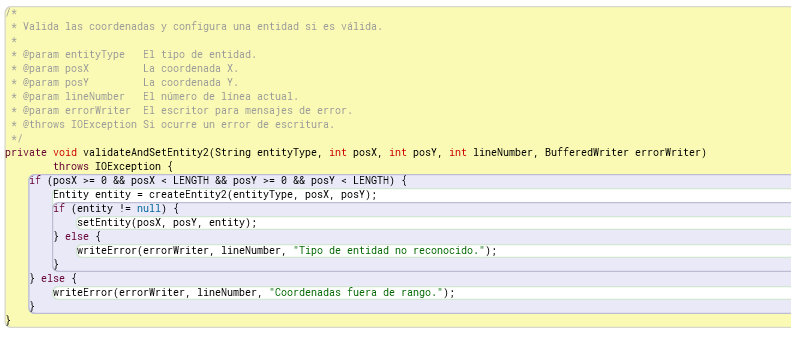 /*
 * Valida las coordenadas y configura una entidad si es válida.
 *
 * @param entityType   El tipo de entidad.
 * @param posX         La coordenada X.
 * @param posY         La coordenada Y.
 * @param lineNumber   El número de línea actual.
 * @param errorWriter  El escritor para mensajes de error.
 * @throws IOException Si ocurre un error de escritura.
 */
private void validateAndSetEntity2(String entityType, int posX, int posY, int lineNumber, BufferedWriter errorWriter)
        throws IOException {
    if (posX >= 0 && posX < LENGTH && posY >= 0 && posY < LENGTH) {
        Entity entity = createEntity2(entityType, posX, posY);
        if (entity != null) {
            setEntity(posX, posY, entity);
        } else {
            writeError(errorWriter, lineNumber, "Tipo de entidad no reconocido.");
        }
    } else {
        writeError(errorWriter, lineNumber, "Coordenadas fuera de rango.");
    }
}